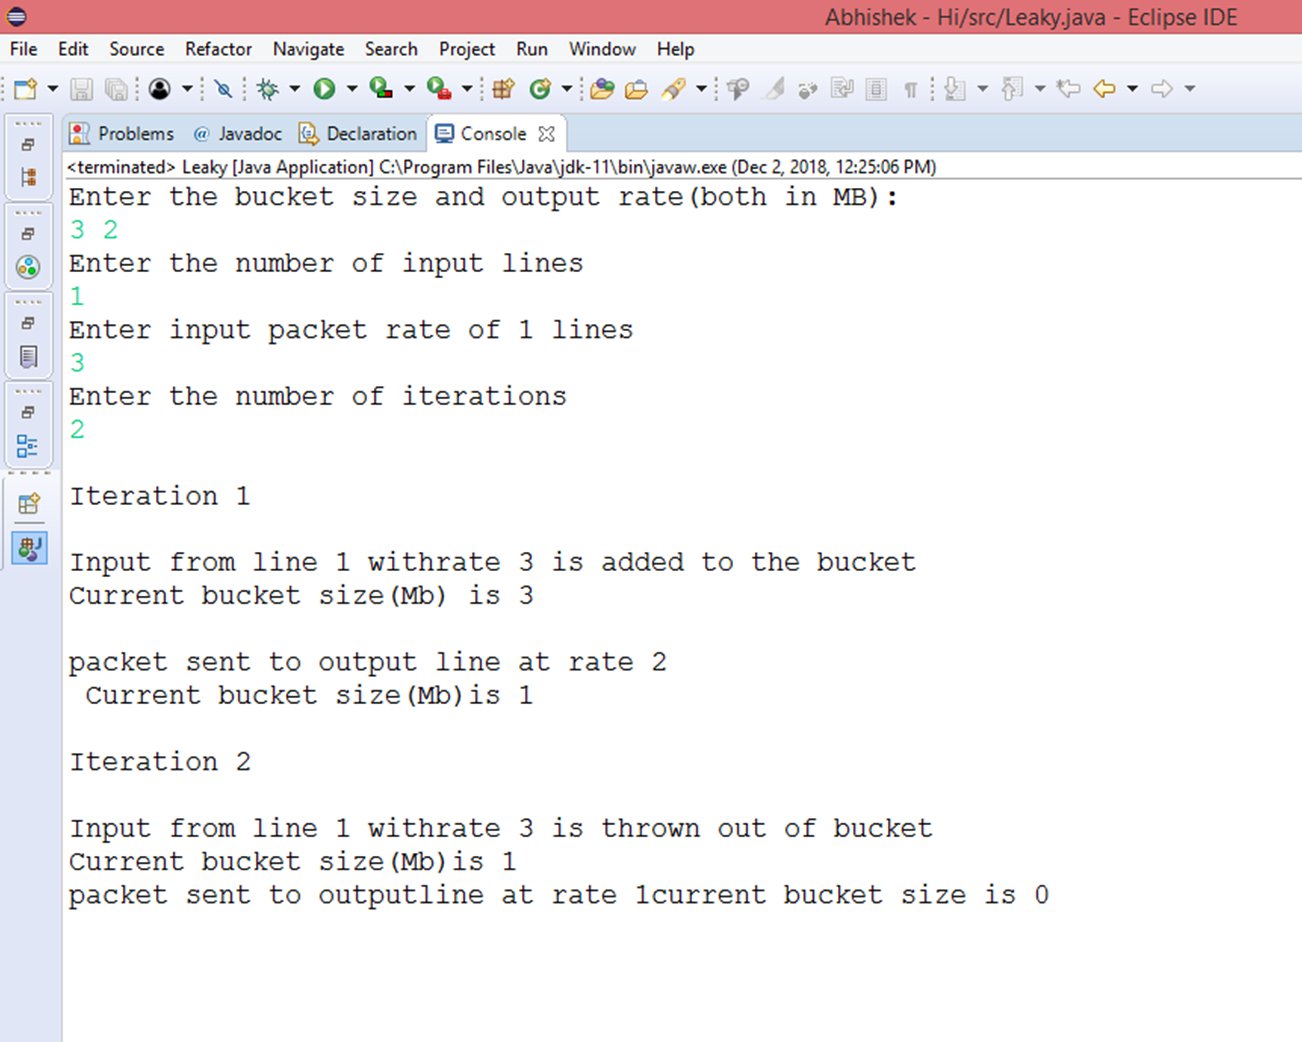 Abhishek - Hi/src/Leaky.java - Eclipse IDE
File Edit Source Refactor Navigate Search Project Run Window Help
Problems @ Javadoc Declaration Console
<terminated> Leaky [Java Application] C:\Program Files\Java\jdk-11\bin\javaw.exe (Dec 2, 2018, 12:25:06 PM)
Enter the bucket size and output rate(both in MB):
3 2
Enter the number of input lines
1
Enter input packet rate of 1 lines
3
Enter the number of iterations
2
Iteration 1
Input from line 1 withrate 3 is added to the bucket
Current bucket size(Mb) is 3
packet sent to output line at rate 2
Current bucket size(Mb)is 1
Iteration 2
Input from line 1 withrate 3 is thrown out of bucket
Current bucket size(Mb)is 1
packet sent to outputline at rate 1current bucket size is 0